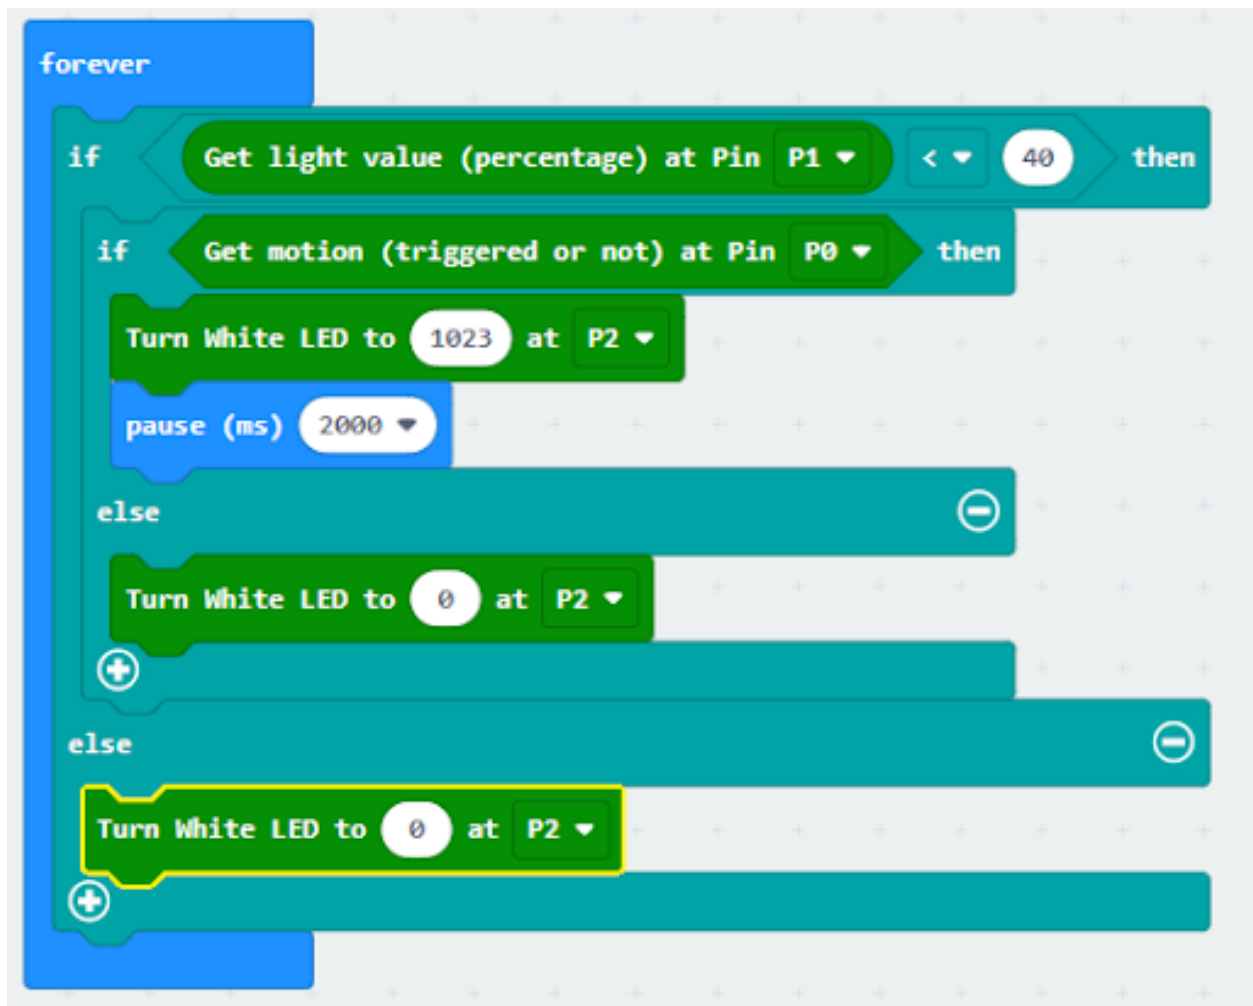 forever
if Get light value (percentage) at Pin P1 < 40 then
if Get motion (triggered or not) at Pin P0 then
Turn White LED to 1023 at P2
pause (ms) 2000
else
Turn White LED to 0 at P2
else
Turn White LED to 0 at P2